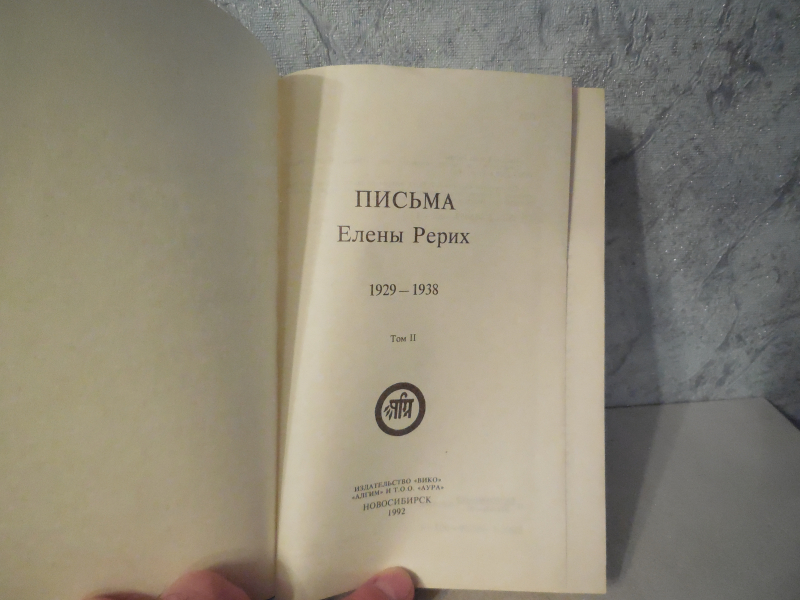 ПИСЬМА
Елены Рерих
1929 – 1938
Том II
ИЗДАТЕЛЬСТВО «ВИКО»
«АЛГИМ» И Т.О О. «АУРА»
НОВОСИБИРСК
1992